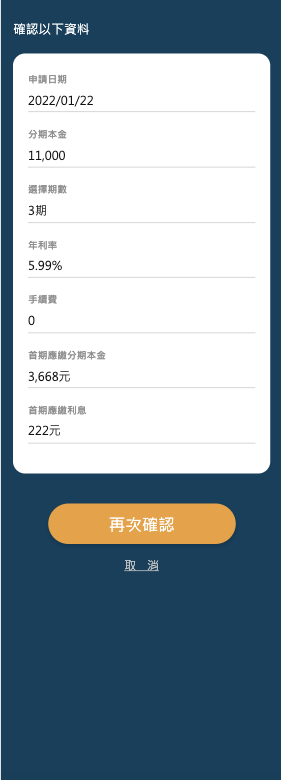 確認以下資料
申請日期
2022/01/22
分期本金
11,000
選擇期數
3期
年利率
5.99%
手續費
0
首期應繳分期本金
3,668元
首期應繳利息
222元
再次確認
取 消